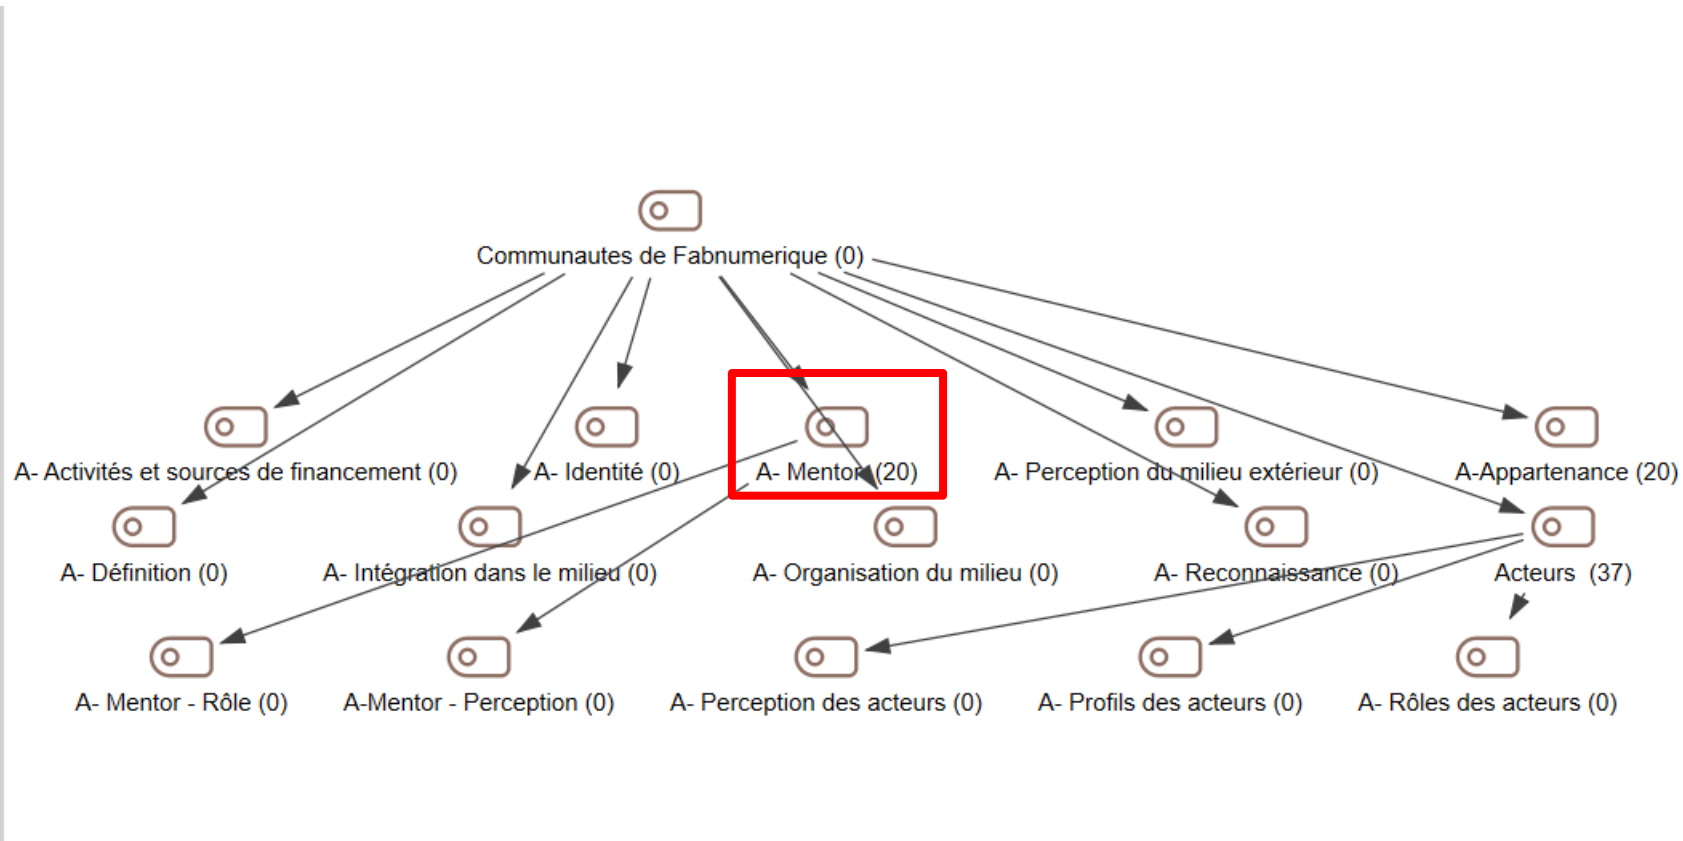 Communautes de Fabnumerique (0)
A- Activités et sources de financement (0)
A- Identité (0)
A- Mentor (20)
A- Perception du milieu extérieur (0)
A-Appartenance (20)
A- Définition (0)
A- Intégration dans le milieu (0)
A- Organisation du milieu (0)
A- Reconnaissance (0)
Acteurs (37)
A- Mentor - Rôle (0)
A-Mentor - Perception (0)
A- Perception des acteurs (0)
A- Profils des acteurs (0)
A- Rôles des acteurs (0)